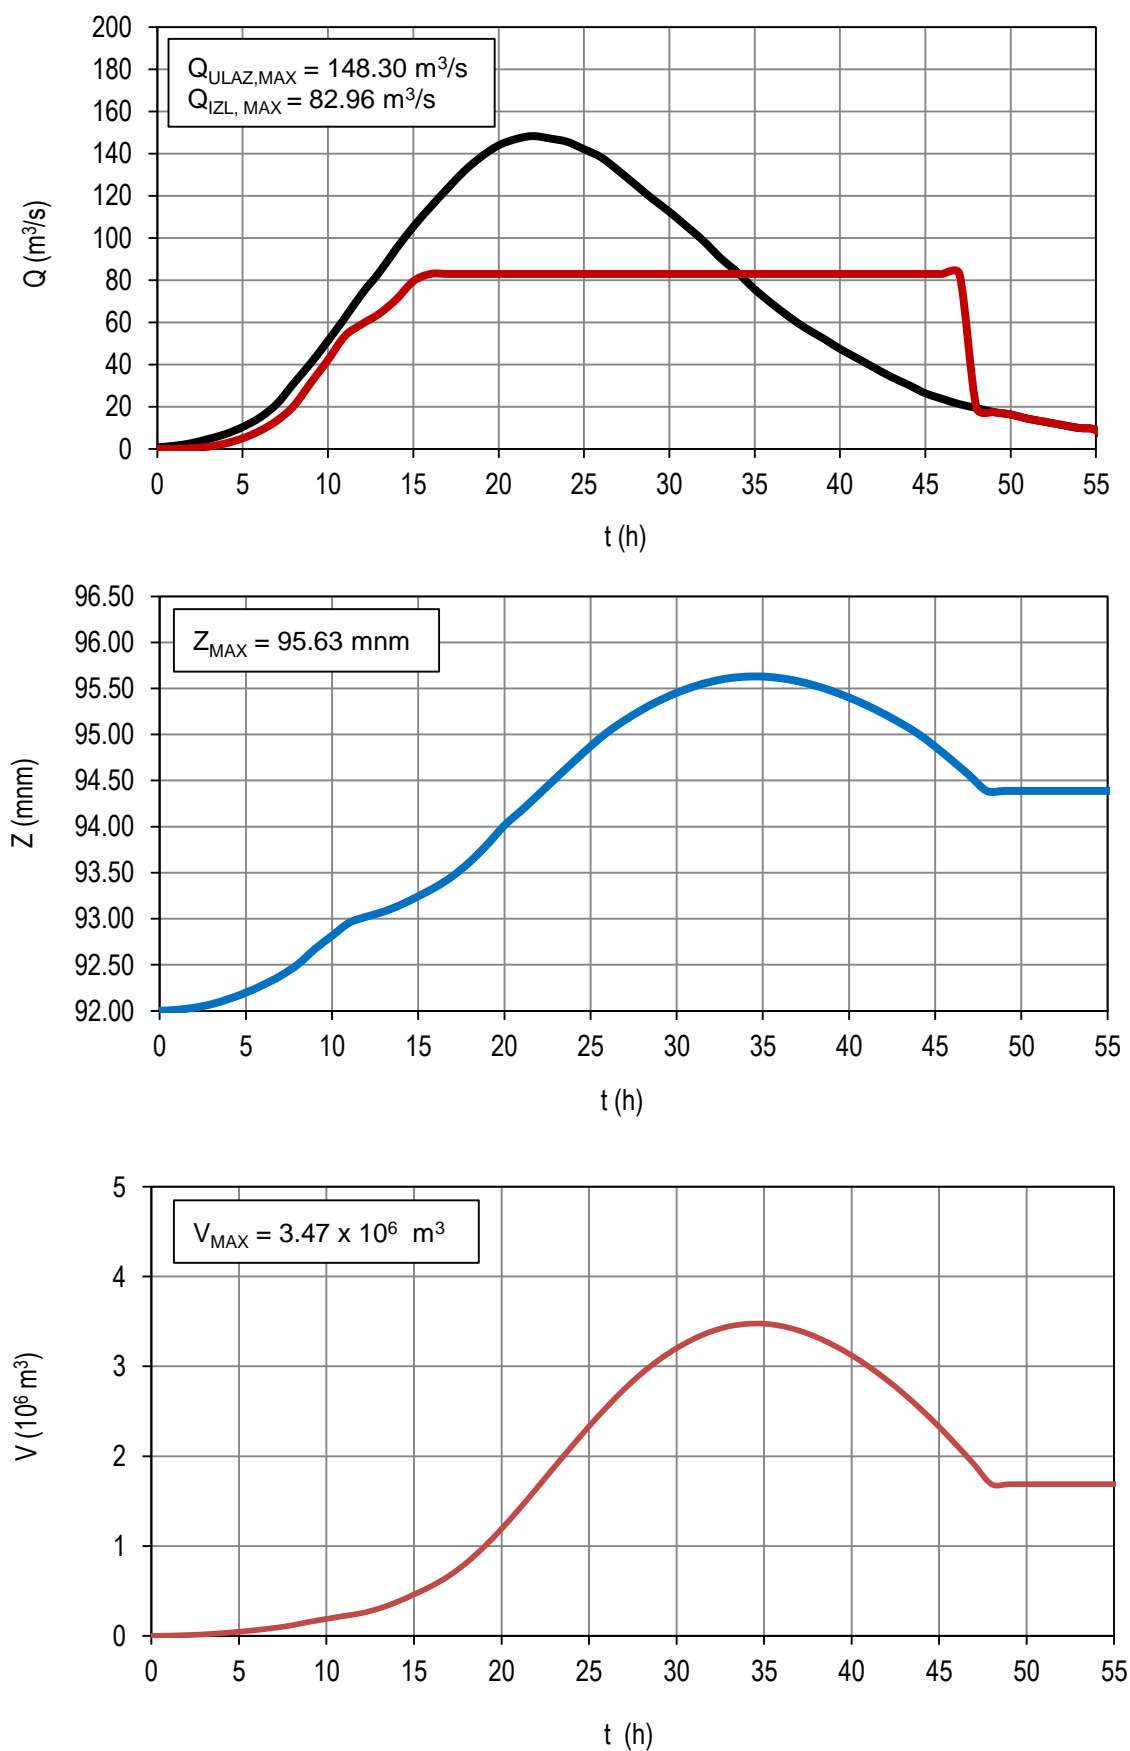 200
180
160
140
120
100
80
60
40
20
0
Q_ULAZ,MAX = 148.30 m³/s
Q_IZL, MAX = 82.96 m³/s
Q (m³/s)
0 5 10 15 20 25 30 35 40 45 50 55
t (h)
96.50
96.00
95.50
95.00
94.50
94.00
93.50
93.00
92.50
92.00
Z_MAX = 95.63 mnm
Z (mnm)
0 5 10 15 20 25 30 35 40 45 50 55
t (h)
5
4
3
2
1
0
V_MAX = 3.47 x 10⁶ m³
V (10⁶ m³)
0 5 10 15 20 25 30 35 40 45 50 55
t (h)